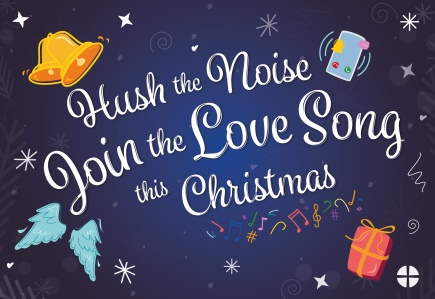 Hush the Noise
Join the Love Song
this Christmas